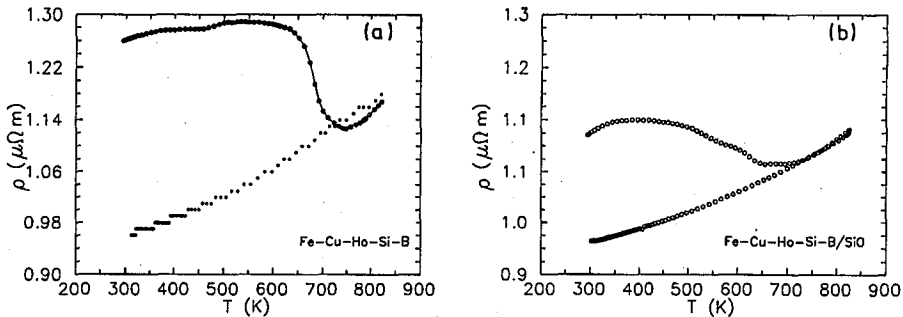 1.30
1.22
1.14
1.06
0.98
0.90
ρ (μΩ m)
(a)
Fe-Cu-Ho-Si-B
200 300 400 500 600 700 800 900
T (K)
1.3
1.2
1.1
1.1
1.0
0.9
ρ (μΩ m)
(b)
Fe-Cu-Ho-Si-B/SiO
200 300 400 500 600 700 800 900
T (K)